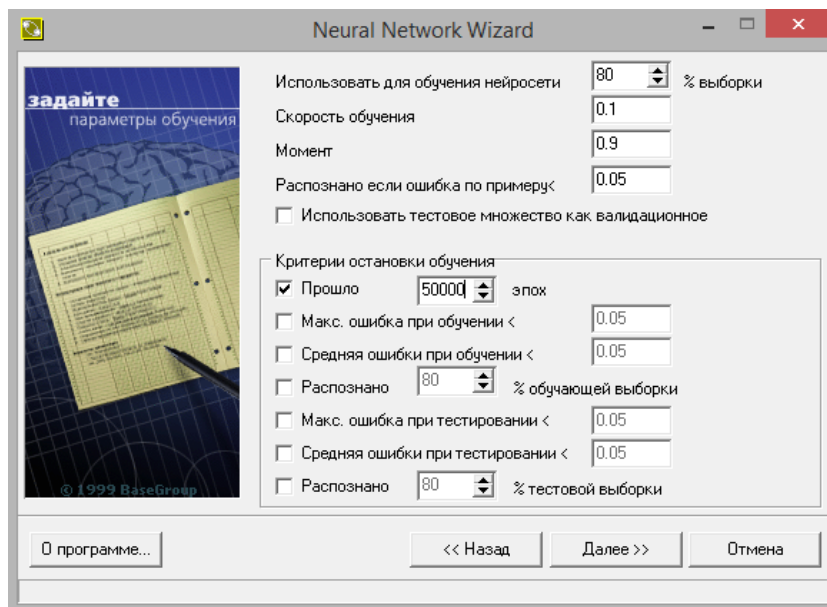 Neural Network Wizard
задайте
параметры обучения
© 1999 BaseGroup
Использовать для обучения нейросети 80 % выборки
Скорость обучения 0.1
Момент 0.9
Распознано если ошибка по примеру< 0.05
Использовать тестовое множество как валидационное
Критерии остановки обучения
Прошло 50000 эпох
Макс. ошибка при обучении < 0.05
Средняя ошибки при обучении < 0.05
Распознано 80 % обучающей выборки
Макс. ошибка при тестировании < 0.05
Средняя ошибки при тестировании < 0.05
Распознано 80 % тестовой выборки
О программе... << Назад Далее >> Отмена